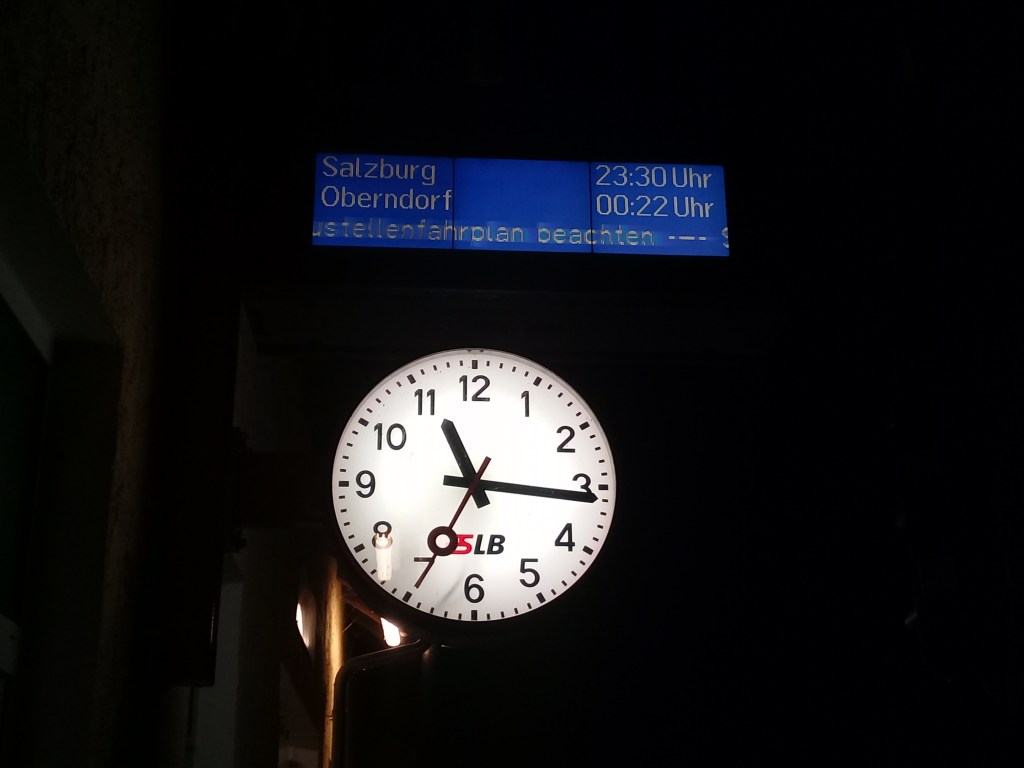 Salzburg 23:30 Uhr
Oberndorf 00:22 Uhr
ustellenfahrplan beachten --- S
12
11 1
10 2
9 3
8 4
SLB
7 5
6